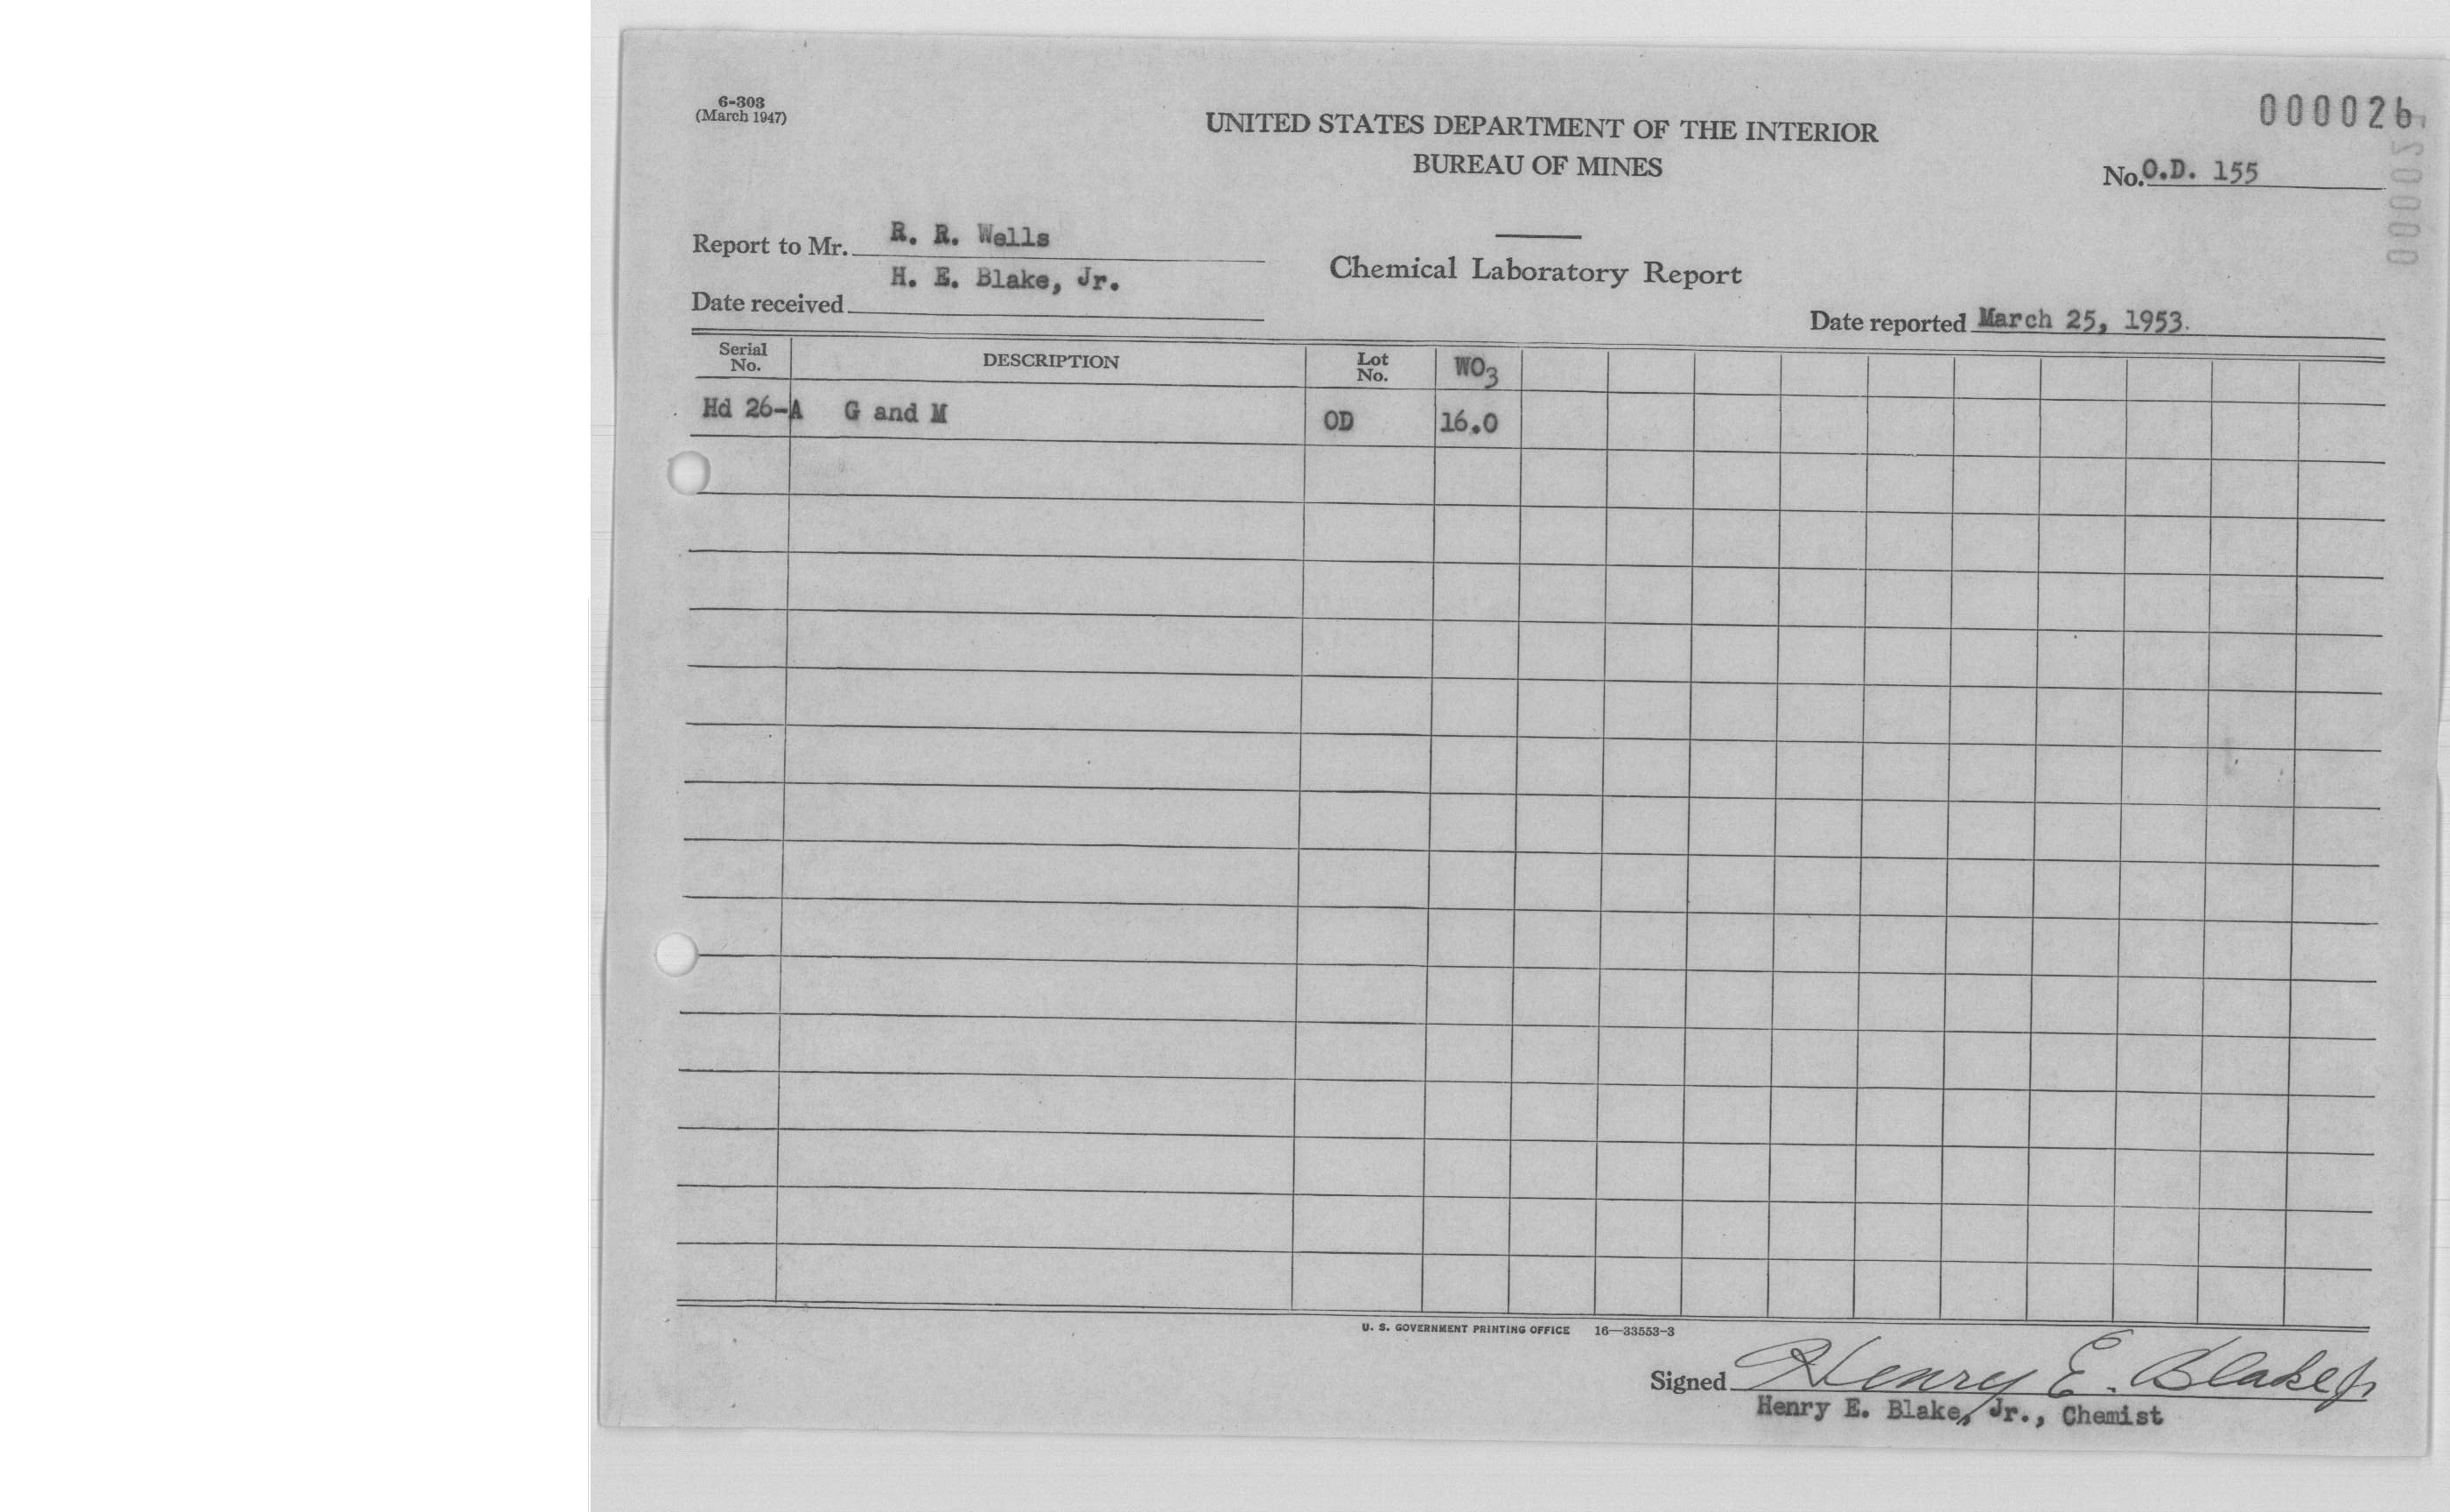 6-303
(March 1947)
000026
UNITED STATES DEPARTMENT OF THE INTERIOR
BUREAU OF MINES
No. O.D. 155
Report to Mr. R. R. Wells
H. E. Blake, Jr.
Chemical Laboratory Report
Date received
Date reported March 25, 1953.
Serial No. DESCRIPTION Lot No. WO3
Hd 26-A G and M OD 16.0
U. S. GOVERNMENT PRINTING OFFICE 16—33553-3
Signed Henry E. Blake Jr
Henry E. Blake, Jr., Chemist